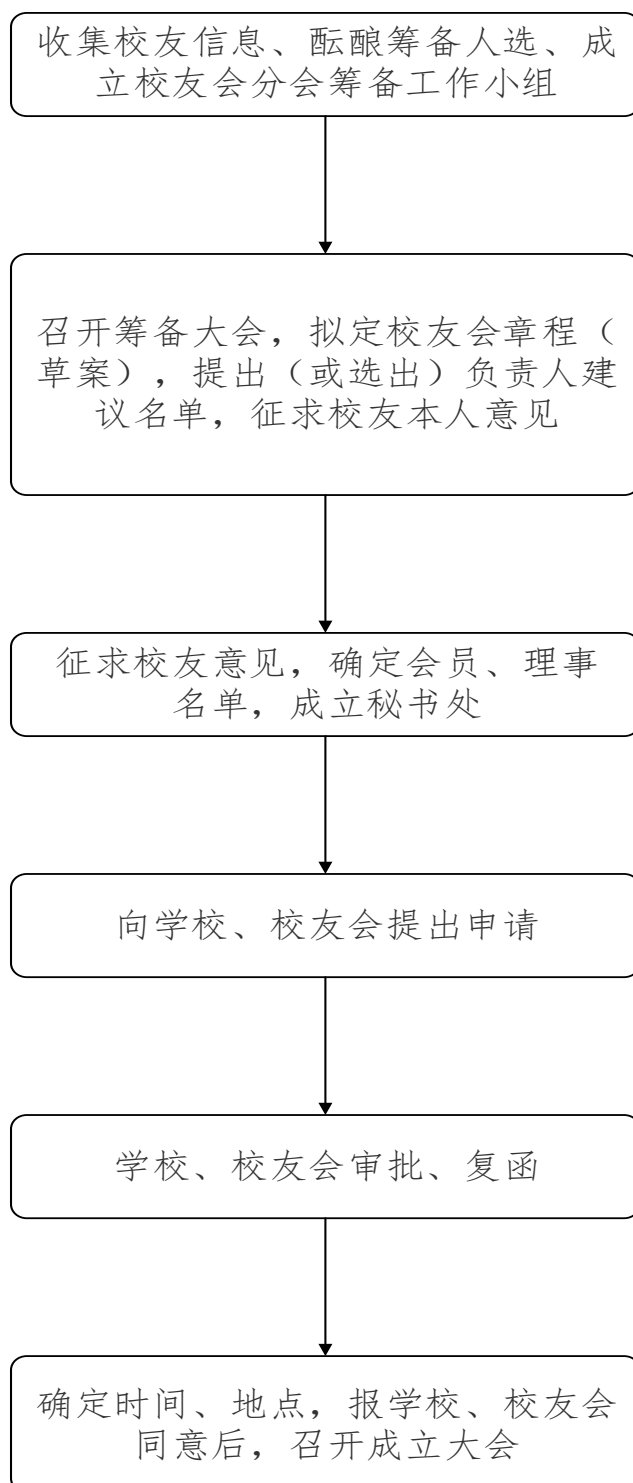 收集校友信息、酝酿筹备人选、成
立校友会分会筹备工作小组
召开筹备大会，拟定校友会章程（
草案），提出（或选出）负责人建
议名单，征求校友本人意见
征求校友意见，确定会员、理事
名单，成立秘书处
向学校、校友会提出申请
学校、校友会审批、复函
确定时间、地点，报学校、校友会
同意后，召开成立大会